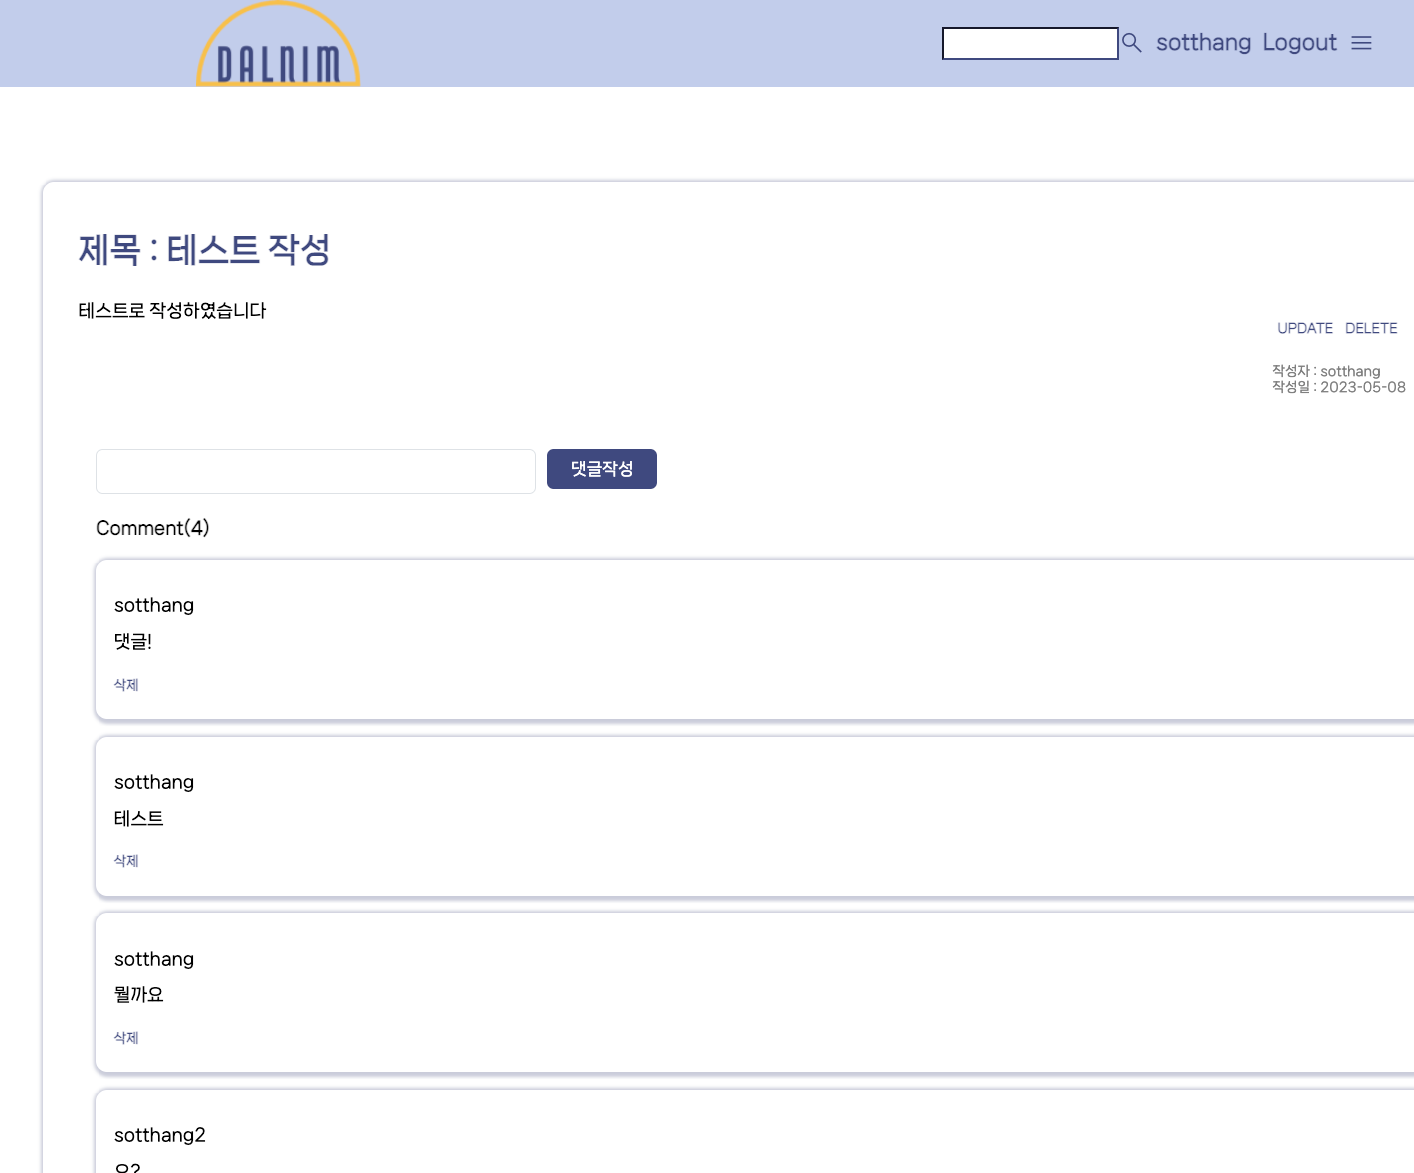 DALNIM
sotthang Logout
제목 : 테스트 작성
테스트로 작성하였습니다
UPDATE DELETE
작성자 : sotthang
작성일 : 2023-05-08
댓글작성
Comment(4)
sotthang
댓글!
삭제
sotthang
테스트
삭제
sotthang
뭘까요
삭제
sotthang2